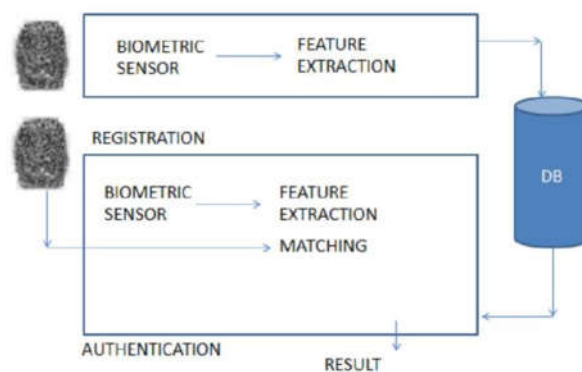 BIOMETRIC
SENSOR
FEATURE
EXTRACTION
REGISTRATION
DB
BIOMETRIC
SENSOR
FEATURE
EXTRACTION
MATCHING
AUTHENTICATION
RESULT